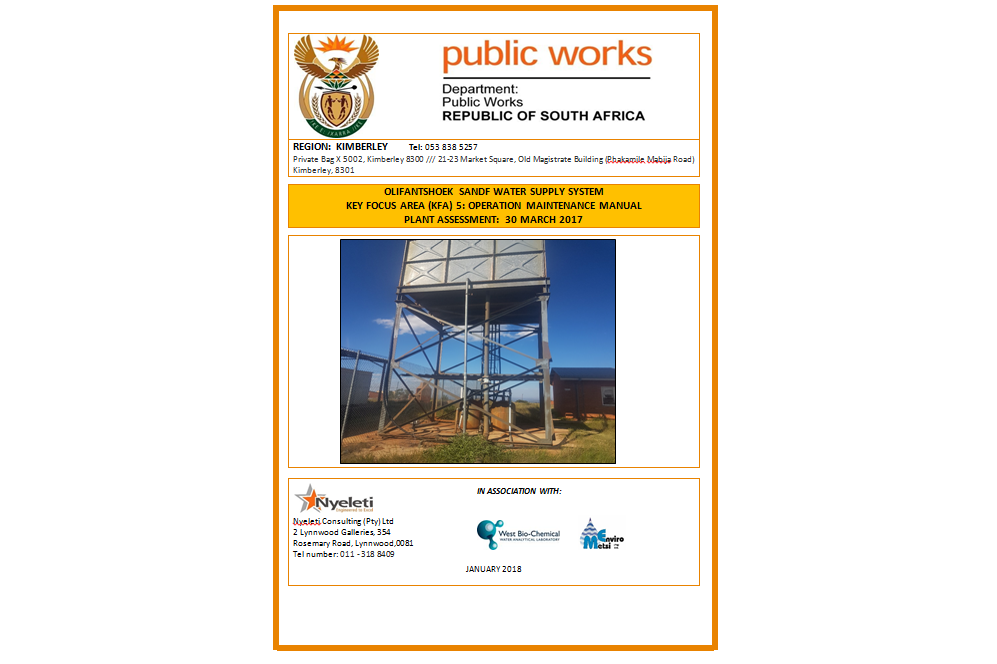 public works
Department:
Public Works
REPUBLIC OF SOUTH AFRICA
REGION: KIMBERLEY Tel: 053 838 5257
Private Bag X 5002, Kimberley 8300 /// 21-23 Market Square, Old Magistrate Building (Phakamile Mabija Road)
Kimberley, 8301
OLIFANTSHOEK SANDF WATER SUPPLY SYSTEM
KEY FOCUS AREA (KFA) 5: OPERATION MAINTENANCE MANUAL
PLANT ASSESSMENT: 30 MARCH 2017
Nyeleti
Engineered to Excel
Nyeleti Consulting (Pty) Ltd
2 Lynnwood Galleries, 354
Rosemary Road, Lynnwood,0081
Tel number: 011 - 318 8409
IN ASSOCIATION WITH:
West Bio-Chemical
WATER ANALYTICAL LABORATORY
Enviro
Metsi
JANUARY 2018